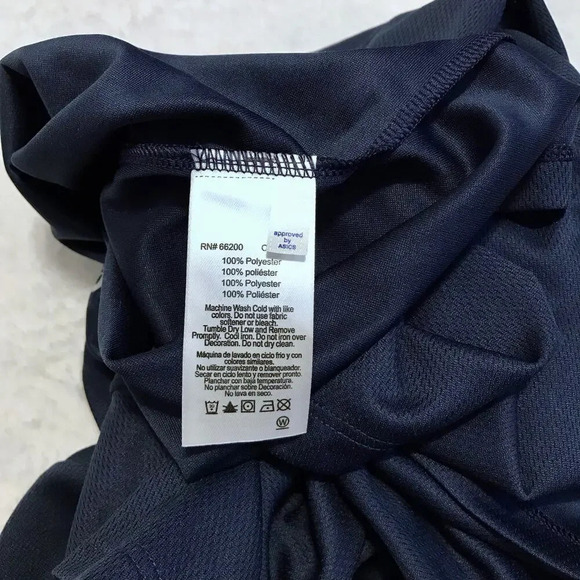 approved
by
ASICS
RN# 66200
100% Polyester
100% poliéster
100% Polyester
100% Poliéster
Machine Wash Cold with like
colors. Do not use fabric
softener or bleach.
Tumble Dry Low and Remove
Promptly. Cool iron. Do not iron over
Decoration. Do not dry clean.
Máquina de lavado en ciclo frio y con
colores similares.
No utilizar suavizante o blanqueador.
Secar en ciclo lento y remover pronto.
Planchar con baja temperatura.
No planchar sobre Decoración.
No lava en seco.
W